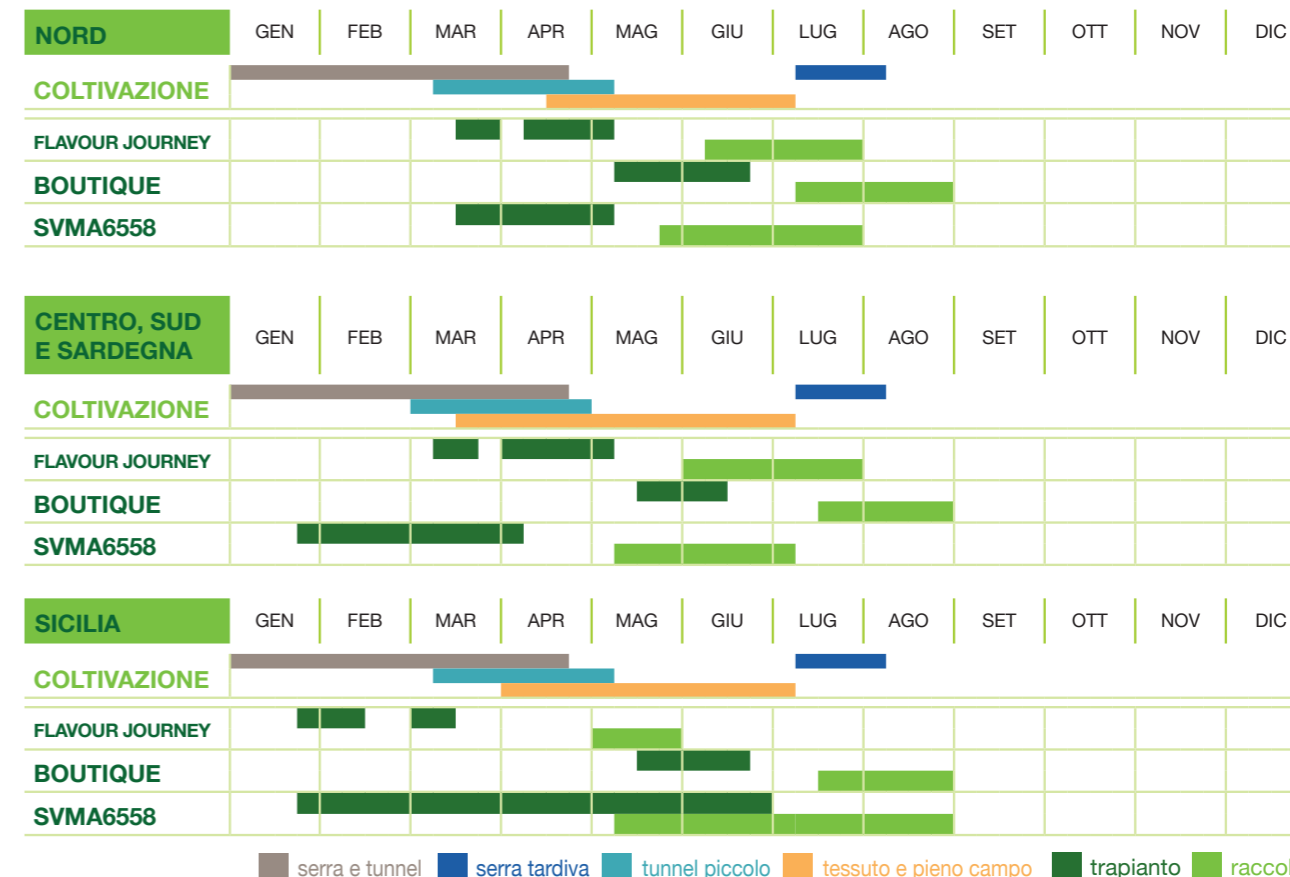 NORD GEN FEB MAR APR MAG GIU LUG AGO SET OTT NOV DIC
COLTIVAZIONE
FLAVOUR JOURNEY
BOUTIQUE
SVMA6558
CENTRO, SUD
E SARDEGNA GEN FEB MAR APR MAG GIU LUG AGO SET OTT NOV DIC
COLTIVAZIONE
FLAVOUR JOURNEY
BOUTIQUE
SVMA6558
SICILIA GEN FEB MAR APR MAG GIU LUG AGO SET OTT NOV DIC
COLTIVAZIONE
FLAVOUR JOURNEY
BOUTIQUE
SVMA6558
serra e tunnel serra tardiva tunnel piccolo tessuto e pieno campo trapianto